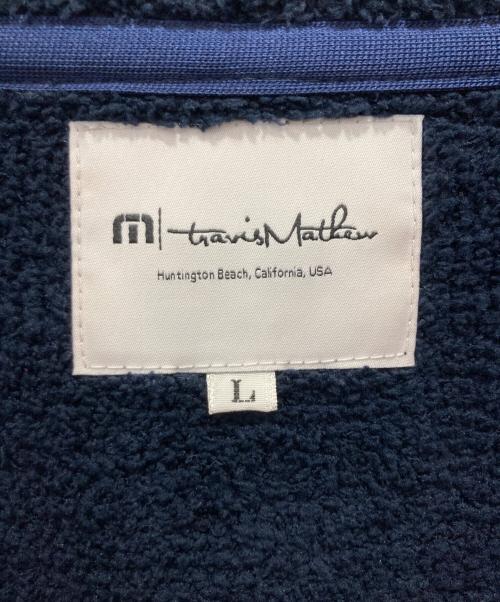 travisMathew
Huntington Beach, California, USA
L